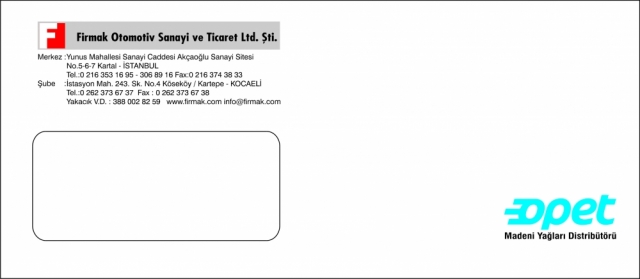 Firmak Otomotiv Sanayi ve Ticaret Ltd. Şti.
Merkez :Yunus Mahallesi Sanayi Caddesi Akçaoğlu Sanayi Sitesi
No.5-6-7 Kartal - İSTANBUL
Tel.:0 216 353 16 95 - 306 89 16 Fax:0 216 374 38 33
Şube :İstasyon Mah. 243. Sk. No.4 Köseköy / Kartepe - KOCAELİ
Tel.:0 262 373 67 37 Fax : 0 262 373 67 38
Yakacık V.D. : 388 002 82 59 www.firmak.com info@firmak.com
opet
Madeni Yağları Distribütörü